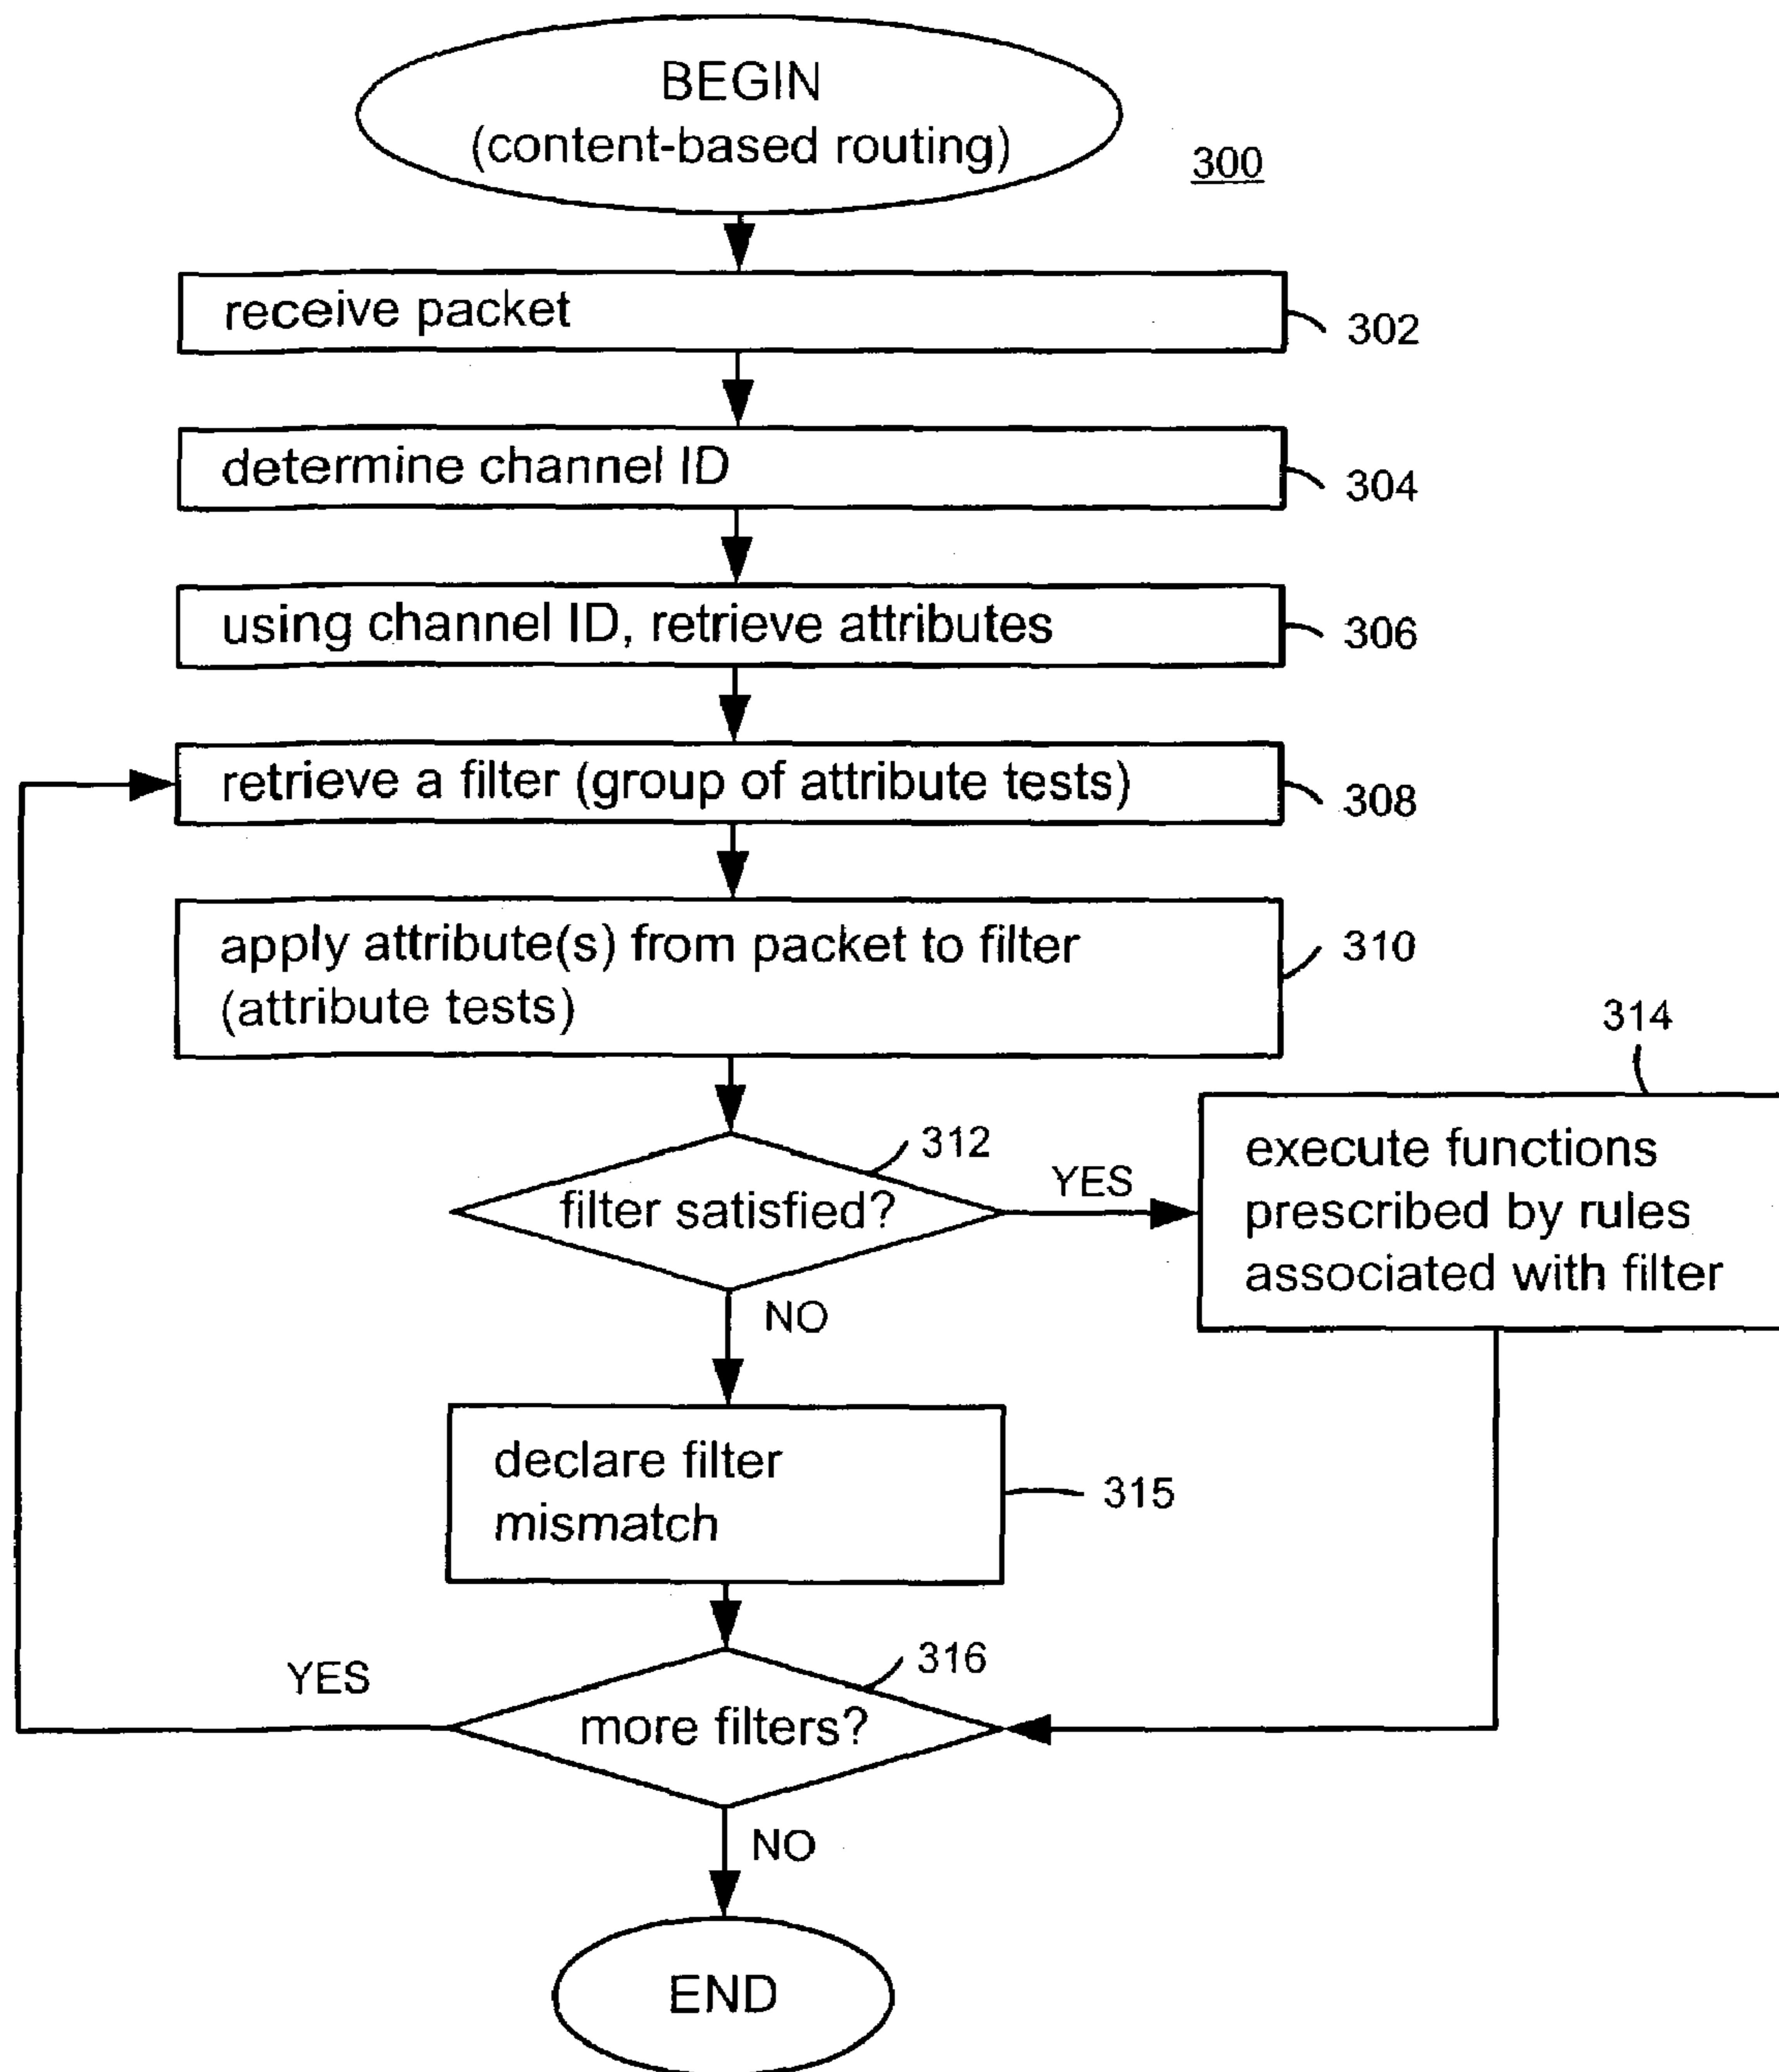 BEGIN
(content-based routing)
300
receive packet
302
determine channel ID
304
using channel ID, retrieve attributes
306
retrieve a filter (group of attribute tests)
308
apply attribute(s) from packet to filter
(attribute tests)
310
314
312
filter satisfied?
YES
execute functions
prescribed by rules
associated with filter
NO
declare filter
mismatch
315
316
YES
more filters?
NO
END